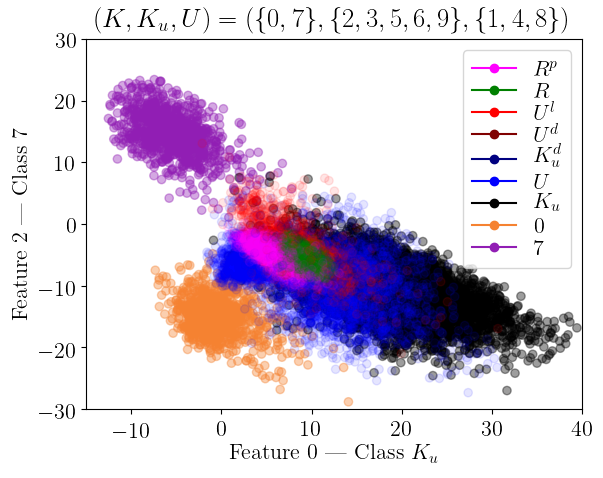 (K, K_u, U) = ({0, 7}, {2, 3, 5, 6, 9}, {1, 4, 8})
30
20
10
0
−10
−20
−30
Feature 2 — Class 7
R^p
R
U^l
U^d
K_u^d
U
K_u
0
7
−10
0
10
20
30
40
Feature 0 — Class K_u